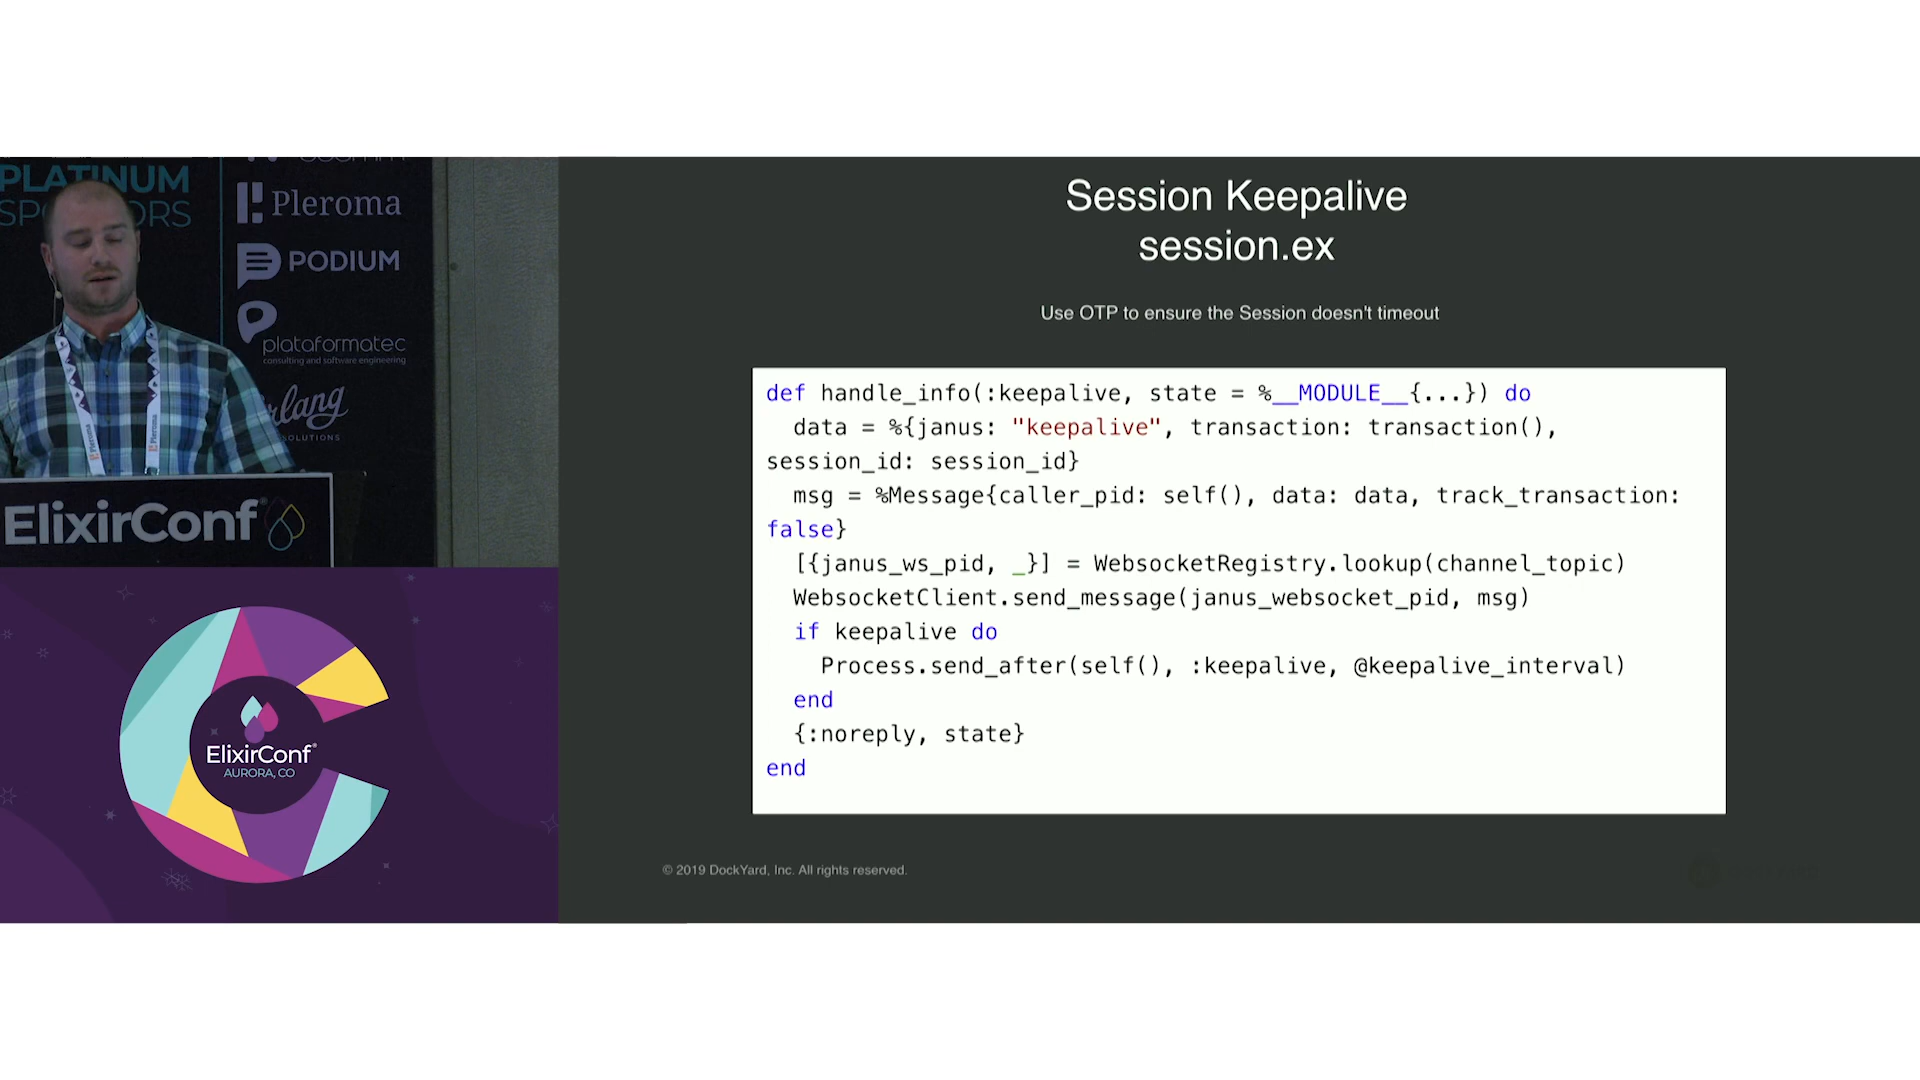 PLATINUM
SPONSORS
Pleroma
PODIUM
plataformatec
consulting and software engineering
Erlang
SOLUTIONS
ElixirConf
ElixirConf®
AURORA, CO
Session Keepalive
session.ex
Use OTP to ensure the Session doesn't timeout
def handle_info(:keepalive, state = %__MODULE__{...}) do
data = %{janus: "keepalive", transaction: transaction(),
session_id: session_id}
msg = %Message{caller_pid: self(), data: data, track_transaction:
false}
[{janus_ws_pid, _}] = WebsocketRegistry.lookup(channel_topic)
WebsocketClient.send_message(janus_websocket_pid, msg)
if keepalive do
Process.send_after(self(), :keepalive, @keepalive_interval)
end
{:noreply, state}
end
© 2019 DockYard, Inc. All rights reserved.